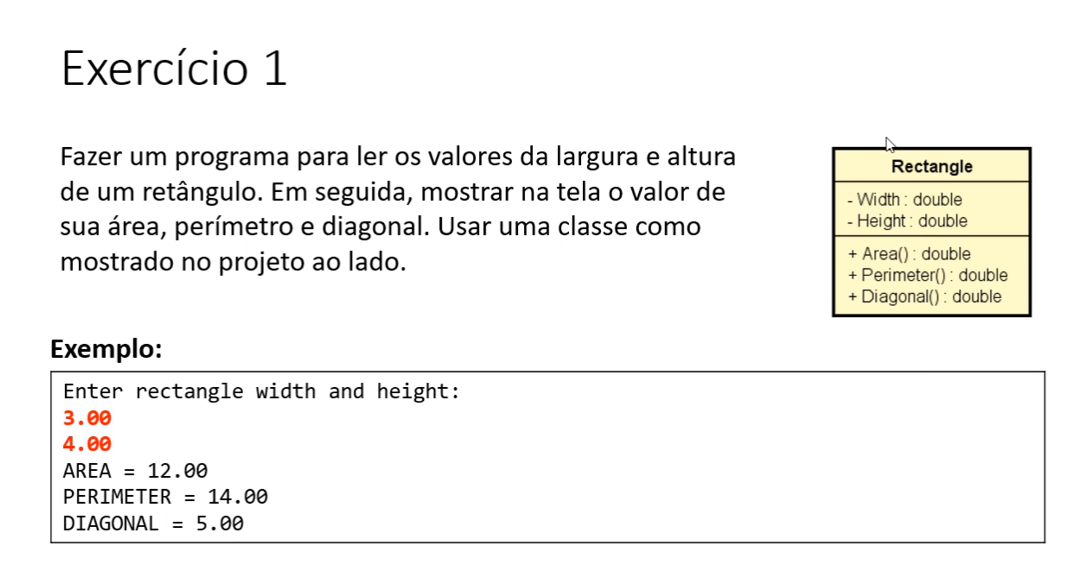 Exercício 1
Fazer um programa para ler os valores da largura e altura
de um retângulo. Em seguida, mostrar na tela o valor de
sua área, perímetro e diagonal. Usar uma classe como
mostrado no projeto ao lado.
Rectangle
- Width : double
- Height : double
+ Area() : double
+ Perimeter() : double
+ Diagonal() : double
Exemplo:
Enter rectangle width and height:
3.00
4.00
AREA = 12.00
PERIMETER = 14.00
DIAGONAL = 5.00